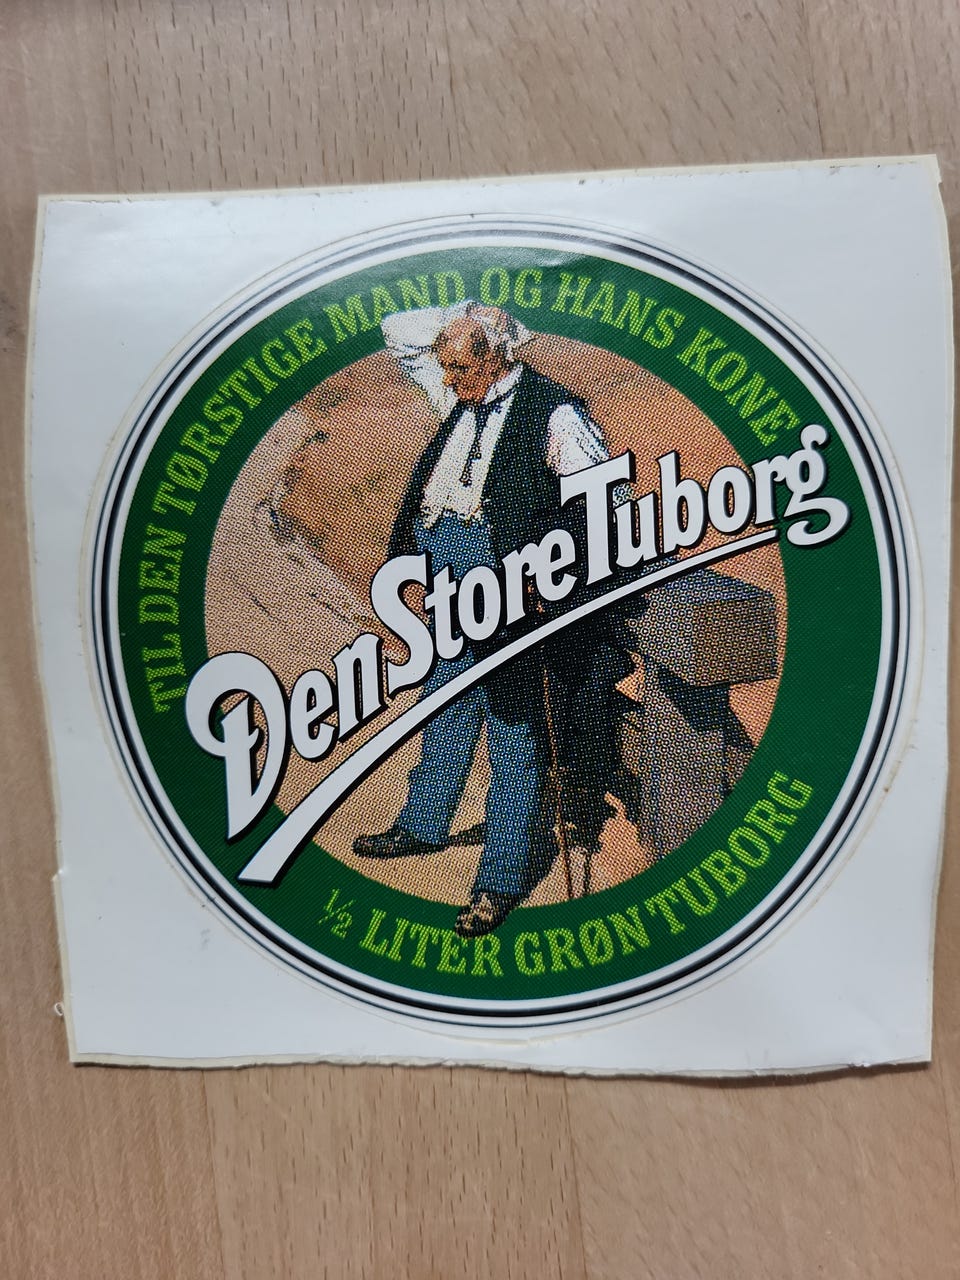 TIL DEN TØRSTIGE MAND OG HANS KONE
Den Store Tuborg
½ LITER GRØN TUBORG